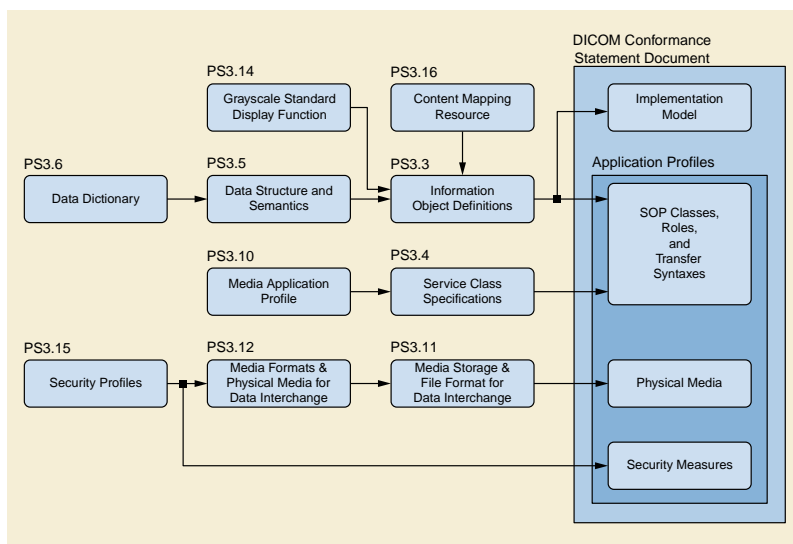 DICOM Conformance
Statement Document
PS3.14
Grayscale Standard
Display Function
PS3.16
Content Mapping
Resource
Implementation
Model
PS3.6
Data Dictionary
PS3.5
Data Structure and
Semantics
PS3.3
Information
Object Definitions
Application Profiles
SOP Classes,
Roles,
and
Transfer
Syntaxes
PS3.10
Media Application
Profile
PS3.4
Service Class
Specifications
PS3.15
Security Profiles
PS3.12
Media Formats &
Physical Media for
Data Interchange
PS3.11
Media Storage &
File Format for
Data Interchange
Physical Media
Security Measures